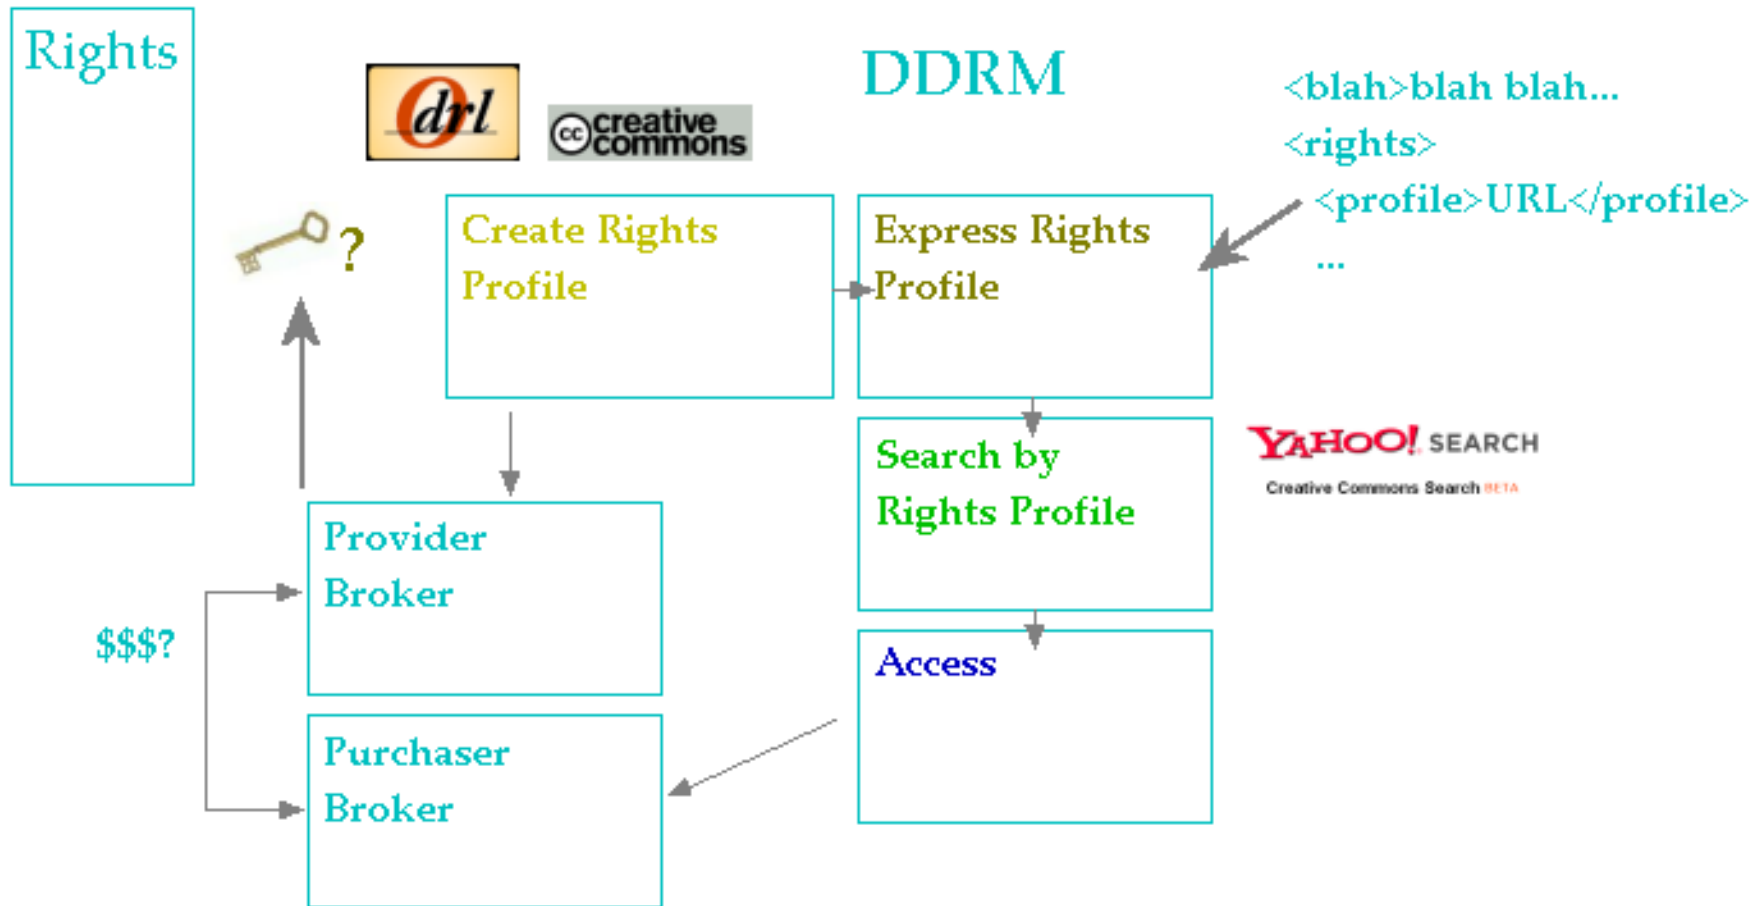 Rights
DDRM
Odrl
cc creative
commons
<blah>blah blah...
<rights>
<profile>URL</profile>
...
?
Create Rights
Profile
Express Rights
Profile
Search by
Rights Profile
YAHOO! SEARCH
Creative Commons Search BETA
Provider
Broker
$$$?
Access
Purchaser
Broker